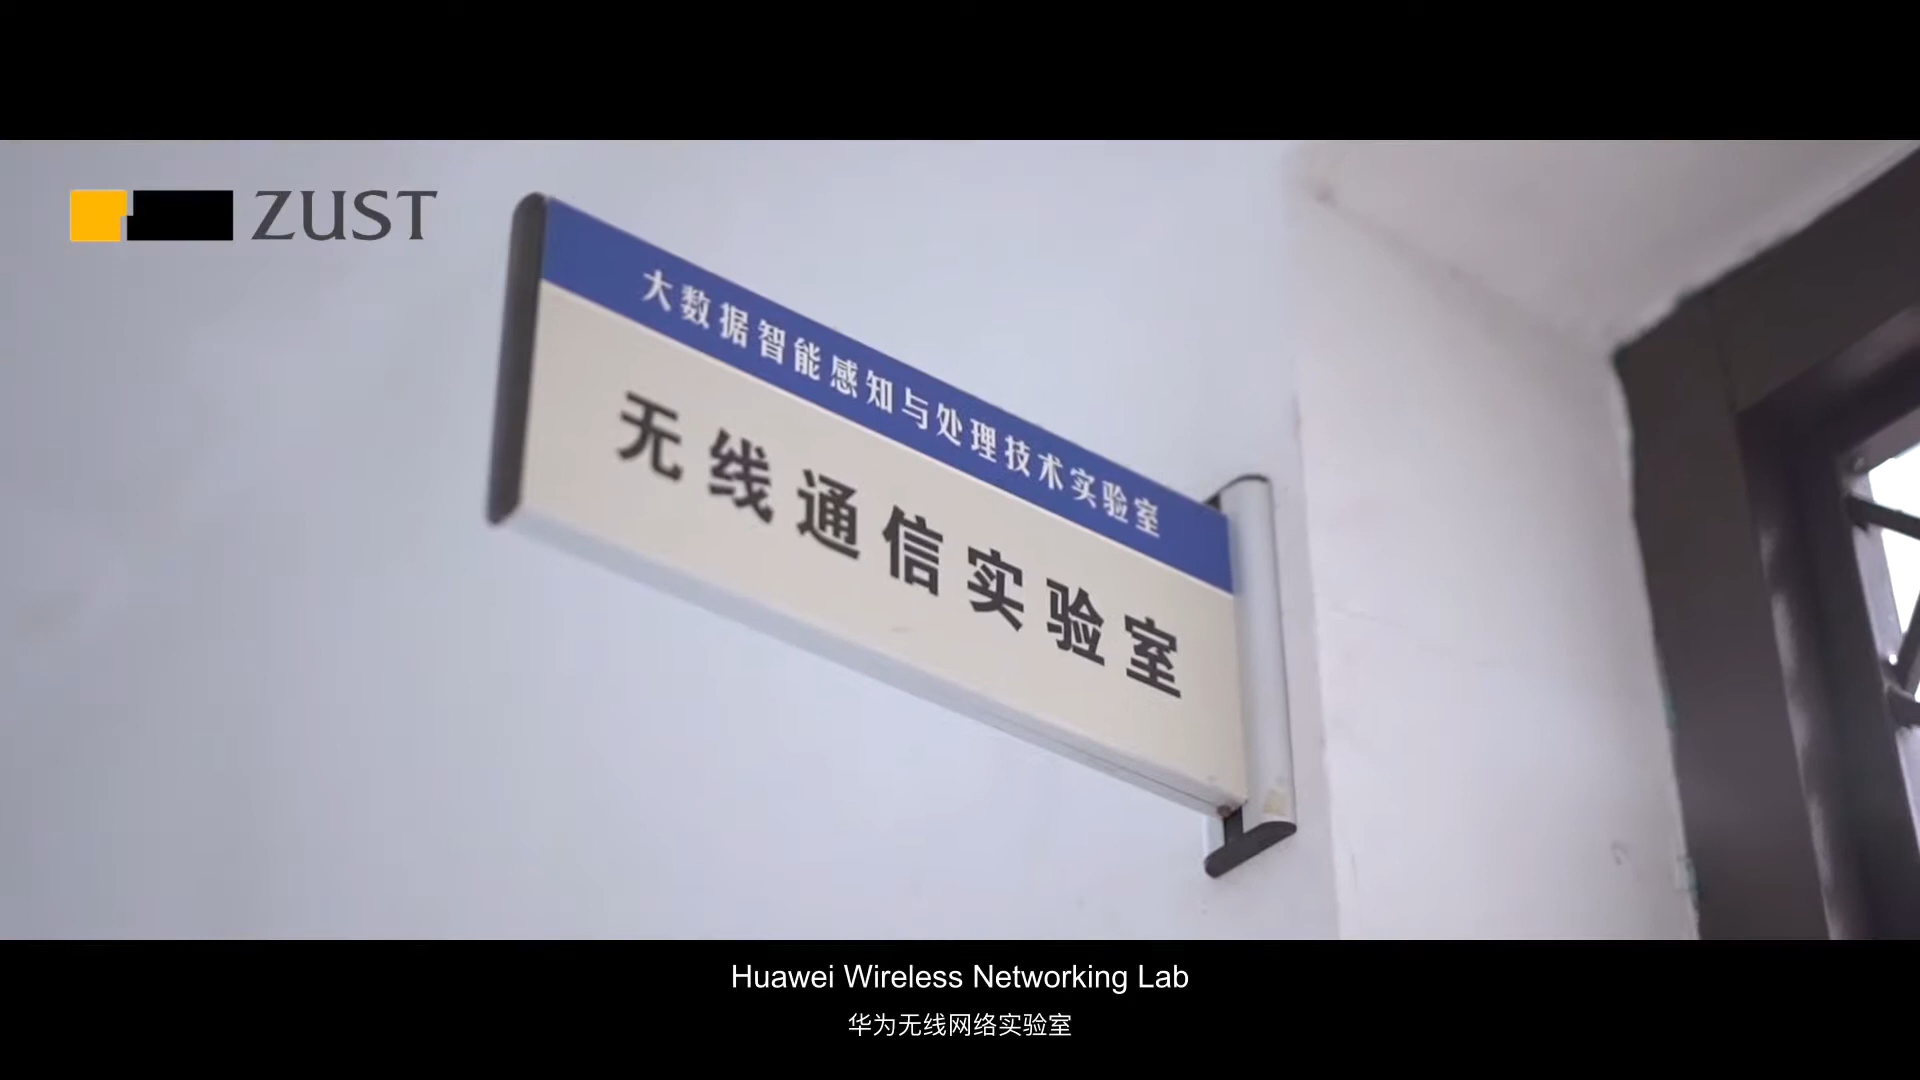 ZUST
大数据智能感知与处理技术实验室
无线通信实验室
Huawei Wireless Networking Lab
华为无线网络实验室